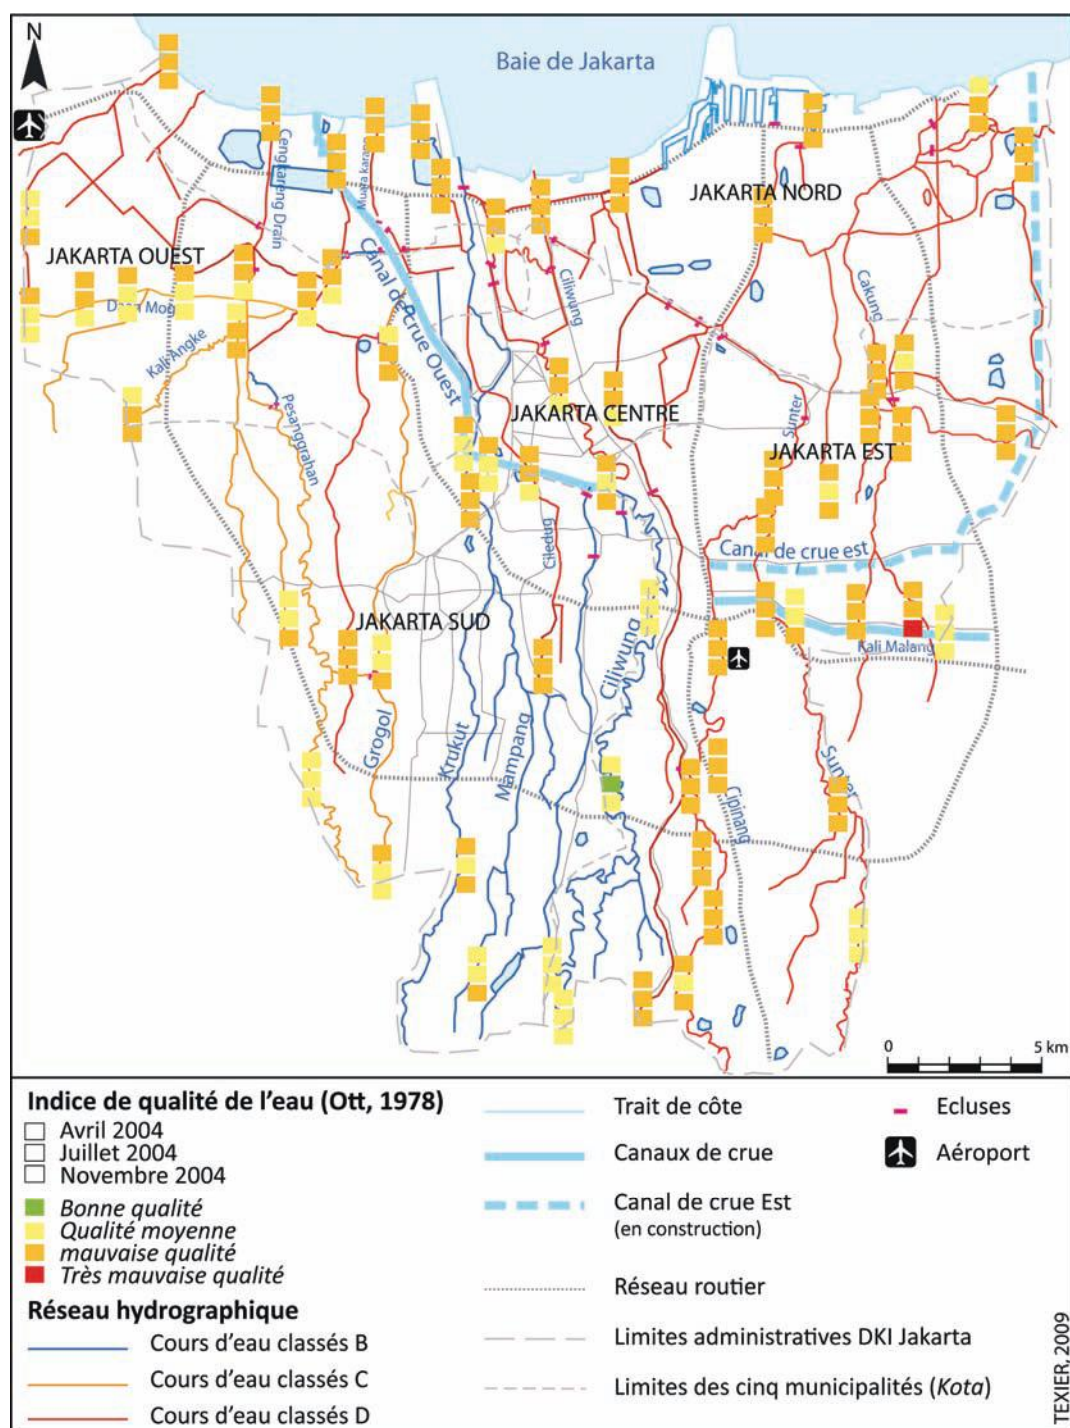 N
Baie de Jakarta
Cengkareng Drain
Muara karang
JAKARTA NORD
JAKARTA OUEST
Canal de crue Ouest
Ciliwung
Cakung
Kali Angke
Pesanggrahan
JAKARTA CENTRE
Sunter
JAKARTA EST
Ciledug
Canal de crue est
JAKARTA SUD
Kali Malang
Ciliwung
Grogol
Krukut
Mampang
Cipinang
Sunter
0 5 km
Indice de qualité de l'eau (Ott, 1978)
Avril 2004
Juillet 2004
Novembre 2004
Bonne qualité
Qualité moyenne
mauvaise qualité
Très mauvaise qualité
Réseau hydrographique
Cours d'eau classés B
Cours d'eau classés C
Cours d'eau classés D
Trait de côte
Canaux de crue
Canal de crue Est
(en construction)
Réseau routier
Limites administratives DKI Jakarta
Limites des cinq municipalités (Kota)
Ecluses
Aéroport
TEXIER, 2009